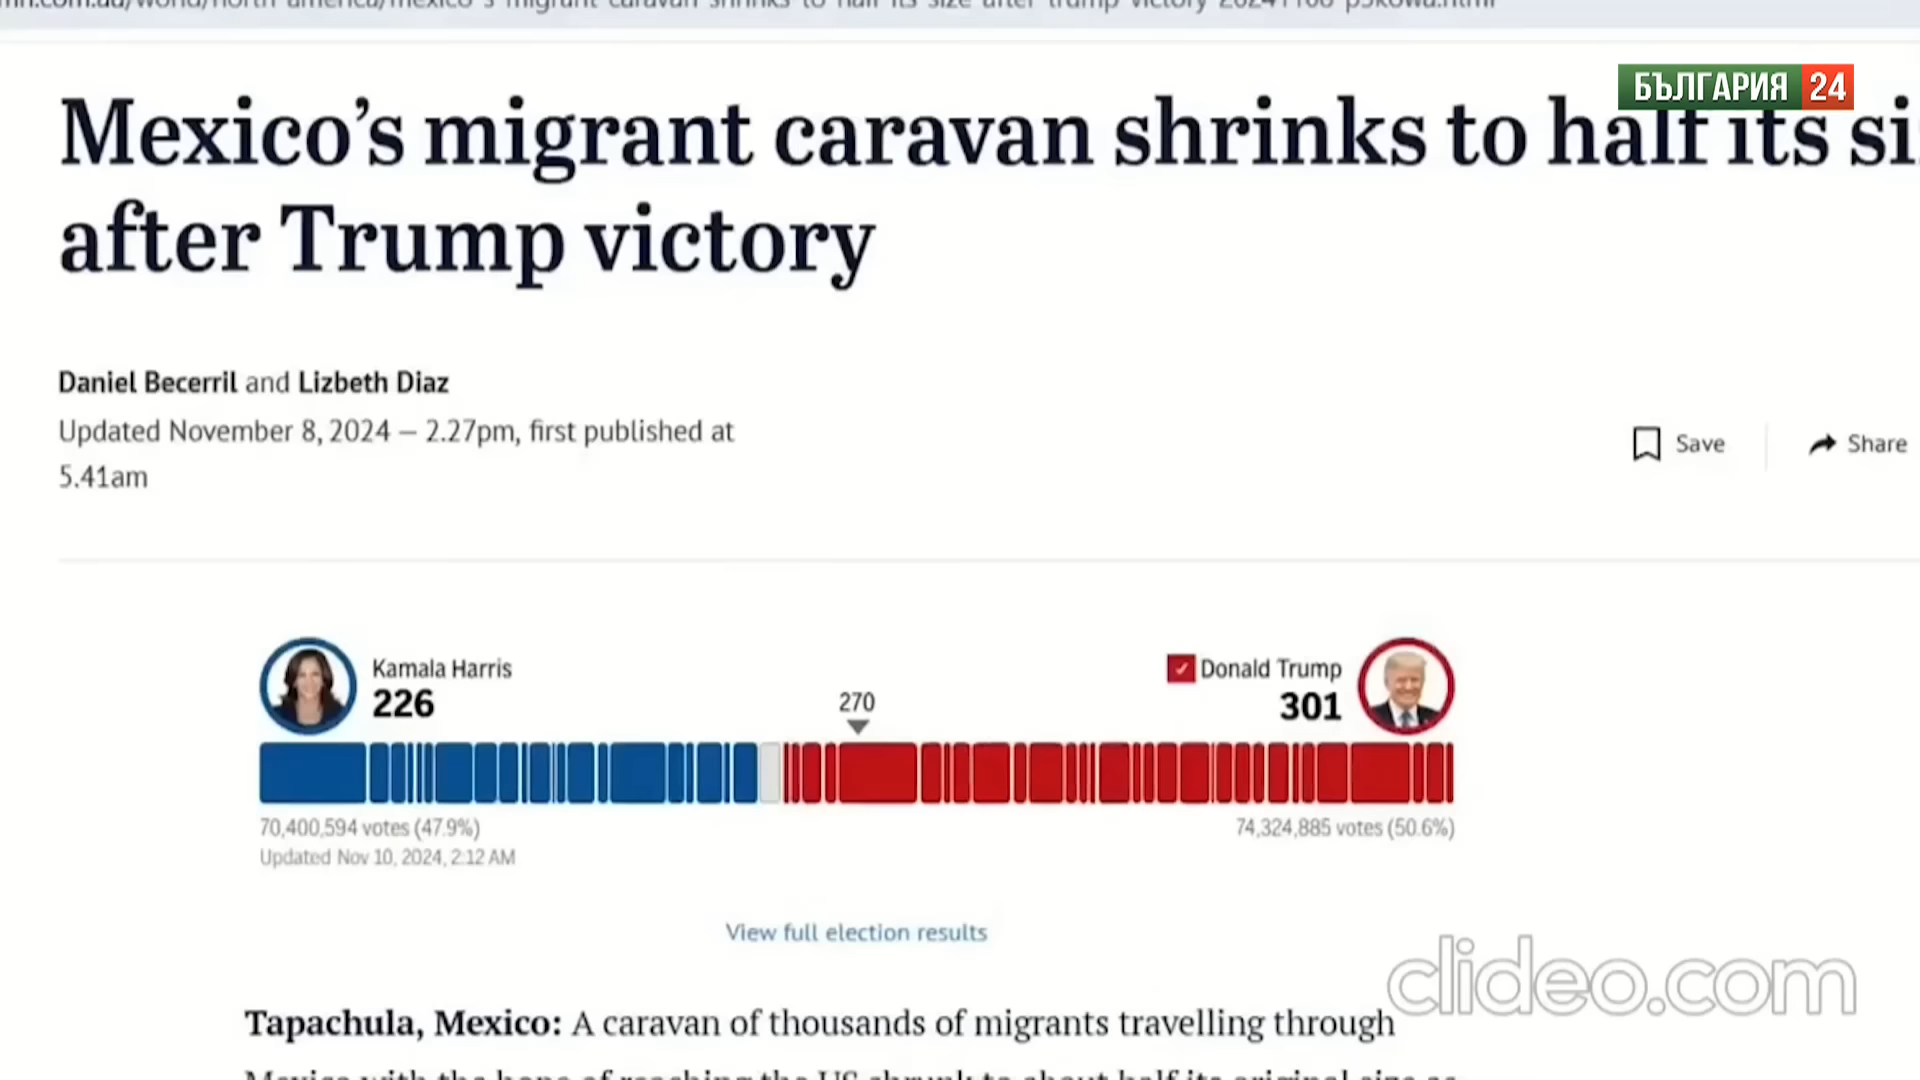 БЪЛГАРИЯ 24
Mexico's migrant caravan shrinks to half its
after Trump victory
Daniel Becerril and Lizbeth Diaz
Updated November 8, 2024 — 2.27pm, first published at
5.41am
Save
Share
Kamala Harris
226
270
Donald Trump
301
70,400,594 votes (47.9%)
74,324,885 votes (50.6%)
Updated Nov 10, 2024, 2:12 AM
View full election results
clideo.com
Tapachula, Mexico: A caravan of thousands of migrants travelling through